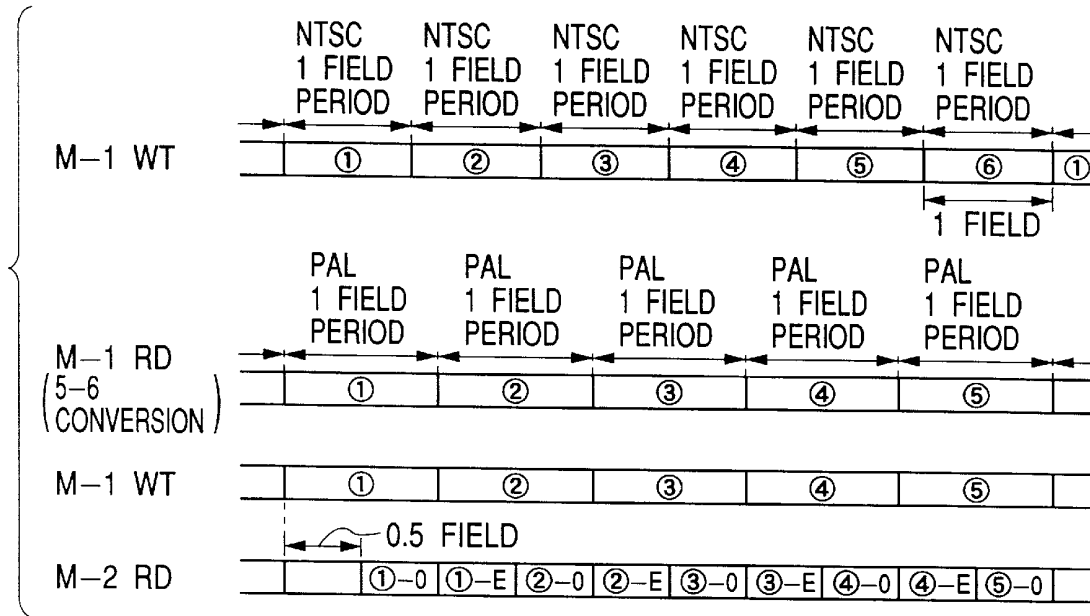 NTSC NTSC NTSC NTSC NTSC NTSC
1 FIELD 1 FIELD 1 FIELD 1 FIELD 1 FIELD 1 FIELD
PERIOD PERIOD PERIOD PERIOD PERIOD PERIOD
M-1 WT ① ② ③ ④ ⑤ ⑥ ①
1 FIELD
PAL PAL PAL PAL PAL
1 FIELD 1 FIELD 1 FIELD 1 FIELD 1 FIELD
PERIOD PERIOD PERIOD PERIOD PERIOD
M-1 RD
(5-6
CONVERSION) ① ② ③ ④ ⑤
M-1 WT ① ② ③ ④ ⑤
0.5 FIELD
M-2 RD ①-0 ①-E ②-0 ②-E ③-0 ③-E ④-0 ④-E ⑤-0